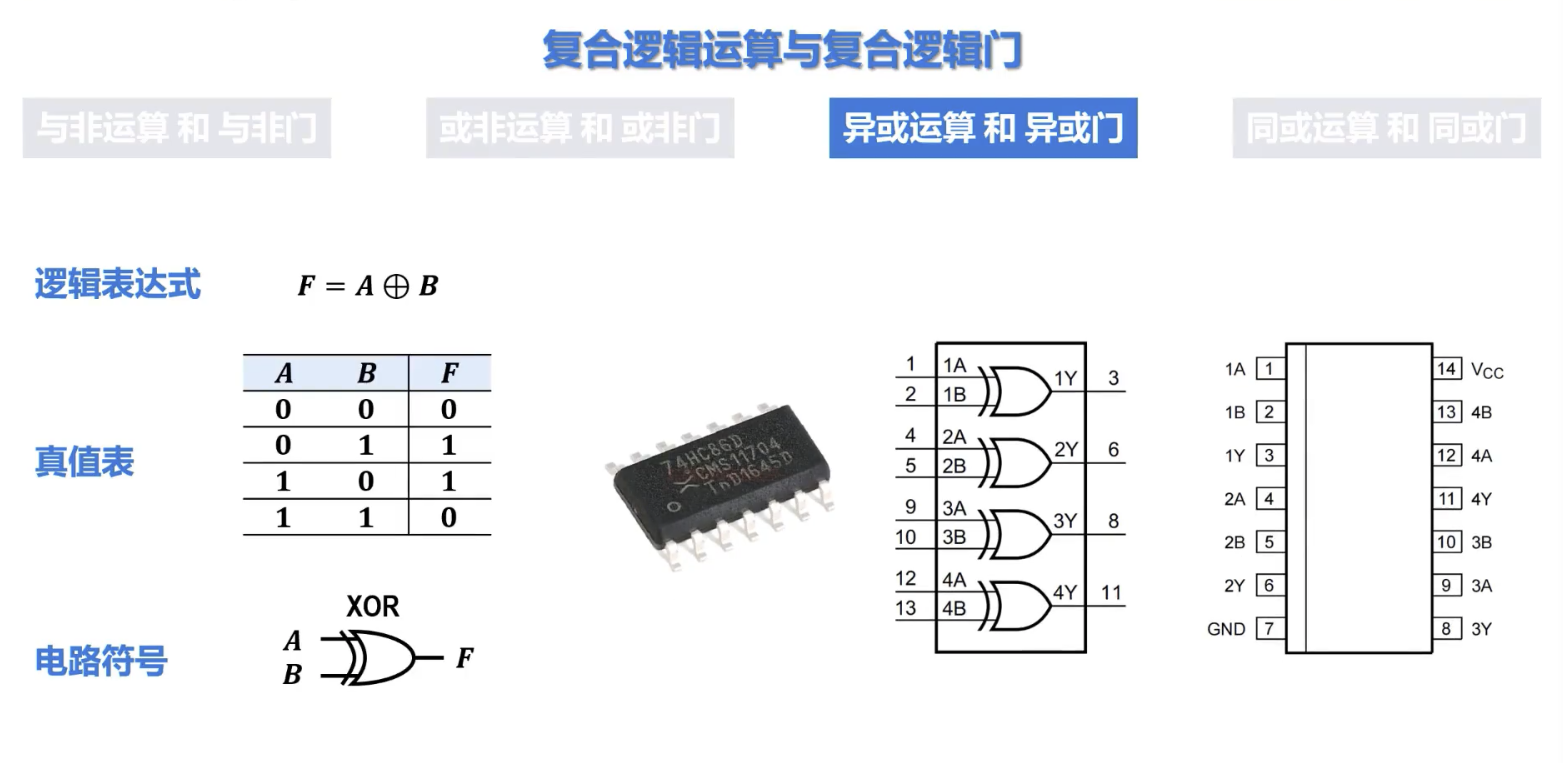 复合逻辑运算与复合逻辑门
与非运算 和 与非门
或非运算 和 或非门
异或运算 和 异或门
同或运算 和 同或门
逻辑表达式
F = A ⊕ B
真值表
A B F
0 0 0
0 1 1
1 0 1
1 1 0
电路符号
XOR
A
B
F
74HC86D
CMS11704
TnD1645D
1 1A 1Y 3
2 1B
4 2A 2Y 6
5 2B
9 3A 3Y 8
10 3B
12 4A 4Y 11
13 4B
1A 1 14 VCC
1B 2 13 4B
1Y 3 12 4A
2A 4 11 4Y
2B 5 10 3B
2Y 6 9 3A
GND 7 8 3Y